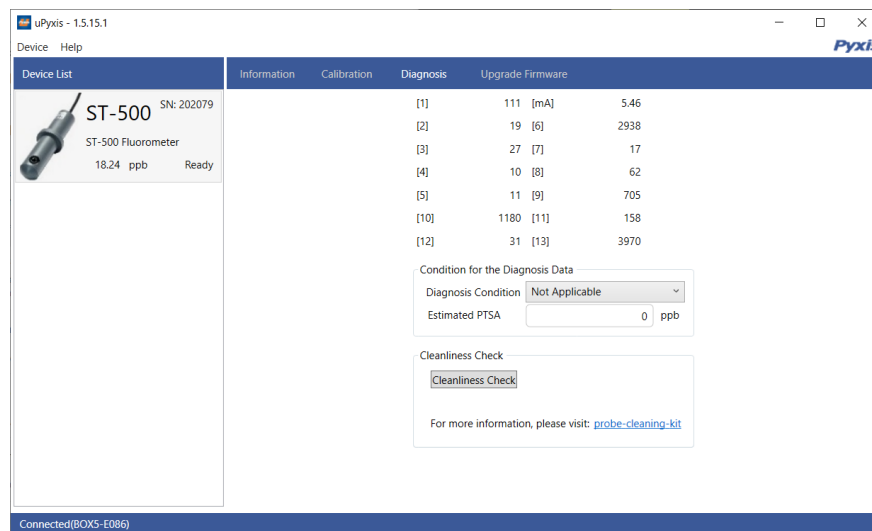 uPyxis - 1.5.15.1
Device Help
Pyxis
Device List
Information Calibration Diagnosis Upgrade Firmware
ST-500 SN: 202079
ST-500 Fluorometer
18.24 ppb Ready
[1] 111 [mA] 5.46
[2] 19 [6] 2938
[3] 27 [7] 17
[4] 10 [8] 62
[5] 11 [9] 705
[10] 1180 [11] 158
[12] 31 [13] 3970
Condition for the Diagnosis Data
Diagnosis Condition Not Applicable
Estimated PTSA 0 ppb
Cleanliness Check
Cleanliness Check
For more information, please visit: probe-cleaning-kit
Connected(BOX5-E086)